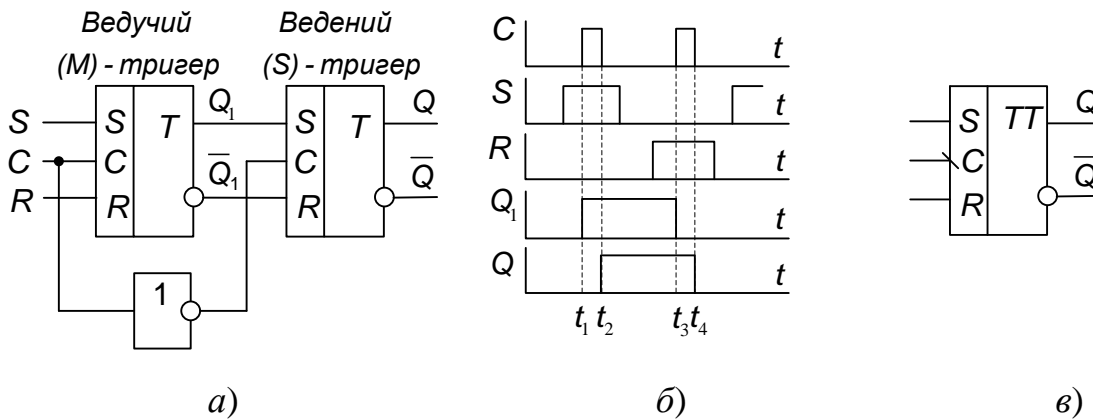 Ведучий
(M) - тригер
Ведений
(S) - тригер
S
C
R
S
C
R
T
Q₁
Q̅₁
S
C
R
T
Q
Q̅
1
а)
C
t
S
t
R
t
Q₁
t
Q
t
t₁ t₂ t₃ t₄
б)
S
C
R
TT
Q
Q̅
в)